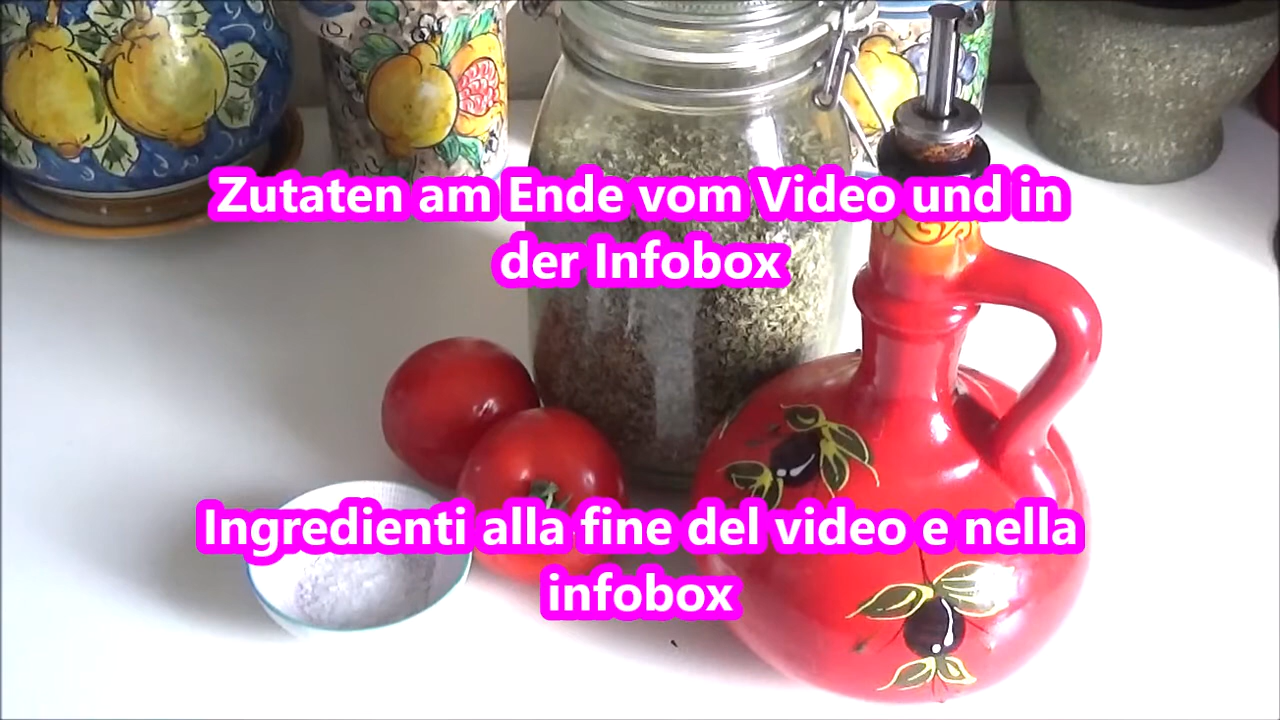 Zutaten am Ende vom Video und in
der Infobox
Ingredienti alla fine del video e nella
infobox